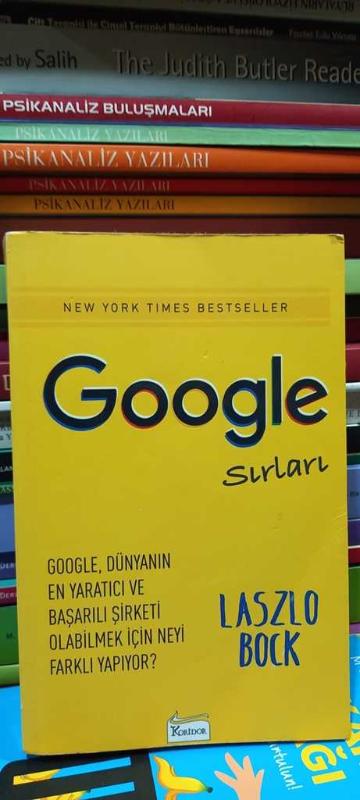 ed by Salih
The Judith Butler Reade
PSİKANALİZ BULUŞMALARI
PSİKANALİZ YAZILARI
PSİKANALİZ YAZILARI
PSİKANALİZ YAZILARI
PSİKANALİZ YAZILARI
NEW YORK TIMES BESTSELLER
Google
Sırları
GOOGLE, DÜNYANIN
EN YARATICI VE
BAŞARILI ŞİRKETİ
OLABİLMEK İÇİN NEYİ
FARKLI YAPIYOR?
LASZLO
BOCK
KORİDOR